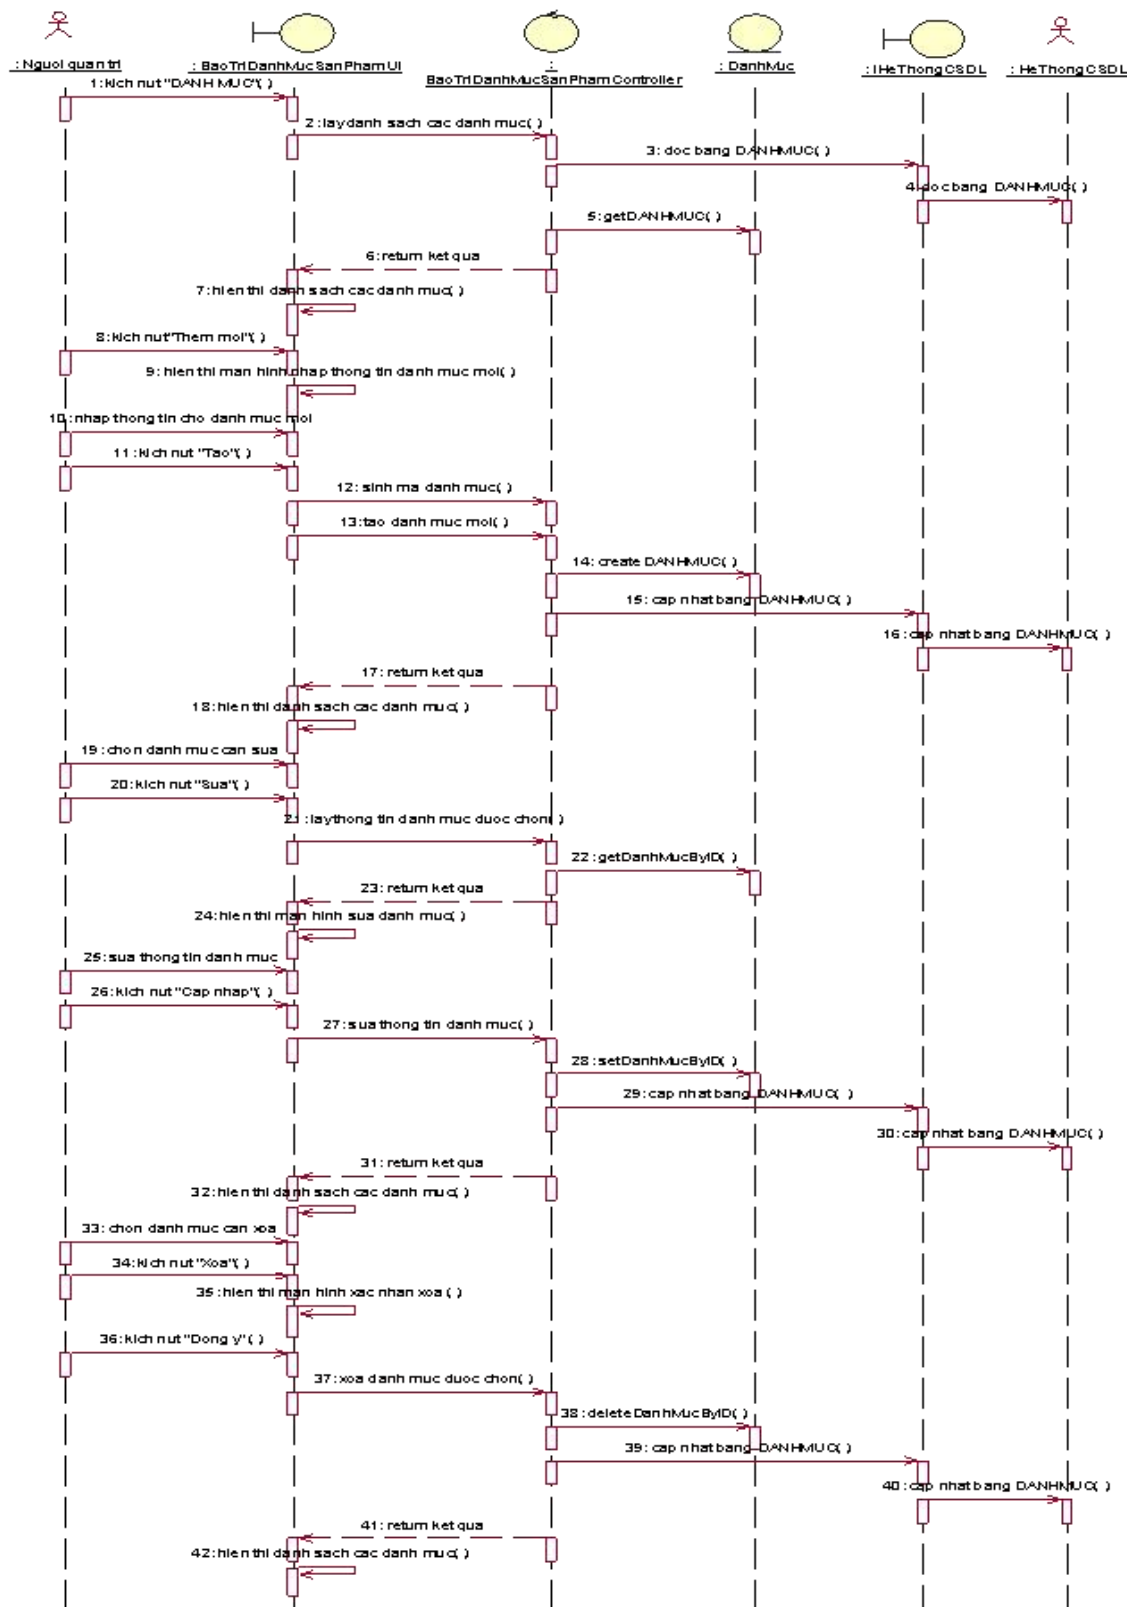 : Nguoi quan tri
: BaoTriDanhMucSanPhamUI
:
BaoTriDanhMucSanPhamController
: DanhMuc
: IHeThongCSDL
: HeThongCSDL
1: kich nut "DANH MUC"( )
2: lay danh sach cac danh muc( )
3: doc bang DANHMUC( )
4: doc bang DANHMUC( )
5: getDANHMUC( )
6: return ket qua
7: hien thi danh sach cac danh muc( )
8: kich nut"Them moi"( )
9: hien thi man hinh nhap thong tin danh muc moi( )
10: nhap thong tin cho danh muc moi
11: kich nut "Tao"( )
12: sinh ma danh muc( )
13: tao danh muc moi( )
14: create DANHMUC( )
15: cap nhat bang DANHMUC( )
16: cap nhat bang DANHMUC( )
17: return ket qua
18: hien thi danh sach cac danh muc( )
19: chon danh muc can sua
20: kich nut "Sua"( )
21: lay thong tin danh muc duoc chon( )
22: getDanhMucByID( )
23: return ket qua
24: hien thi man hinh sua danh muc( )
25: sua thong tin danh muc
26: kich nut "Cap nhap"( )
27: sua thong tin danh muc( )
28: setDanhMucByID( )
29: cap nhat bang DANHMUC( )
30: cap nhat bang DANHMUC( )
31: return ket qua
32: hien thi danh sach cac danh muc( )
33: chon danh muc can xoa
34: kich nut "Xoa"( )
35: hien thi man hinh xac nhan xoa ( )
36: kich nut "Dong y"( )
37: xoa danh muc duoc chon( )
38: deleteDanhMucByID( )
39: cap nhat bang DANHMUC( )
40: cap nhat bang DANHMUC( )
41: return ket qua
42: hien thi danh sach cac danh muc( )